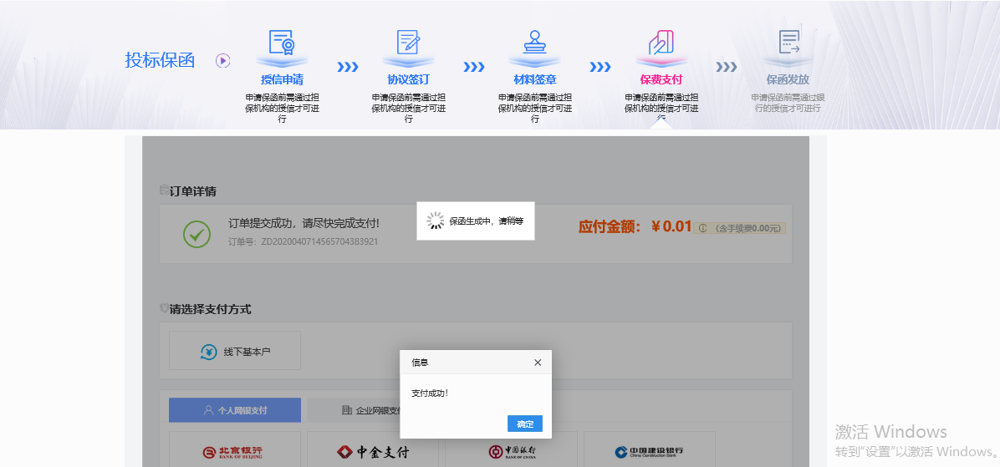 投标保函
授信申请
申请保函前需通过担
保机构的授信才可进
行
协议签订
申请保函前需通过担
保机构的授信才可进
行
材料签章
申请保函前需通过担
保机构的授信才可进
行
保费支付
申请保函前需通过担
保机构的授信才可进
行
保函发放
申请保函前需通过银
行的授信才可进行
订单详情
订单提交成功，请尽快完成支付!
订单号：ZD2020040714565704383921
保函生成中，请稍等
应付金额：￥0.01 (含手续费0.00元)
请选择支付方式
线下基本户
信息
支付成功!
确定
个人网银支付
企业网银支付
北京银行
BANK OF BEIJING
中金支付
中国银行
BANK OF CHINA
中国建设银行
China Construction Bank
激活 Windows
转到"设置"以激活 Windows。